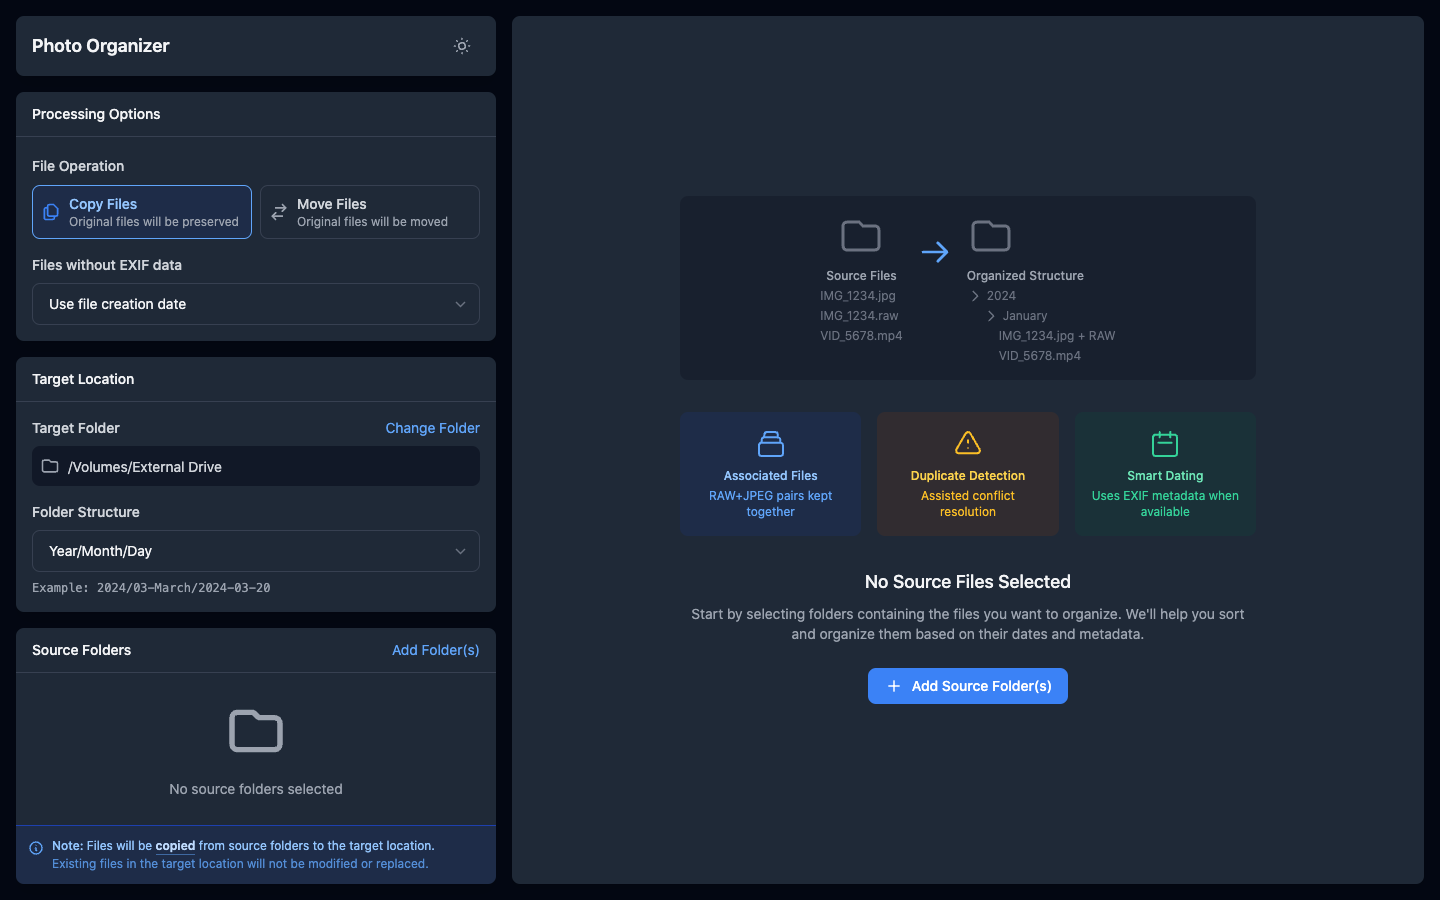 Photo Organizer
Processing Options
File Operation
Copy Files
Original files will be preserved
Move Files
Original files will be moved
Files without EXIF data
Use file creation date
Target Location
Target Folder
Change Folder
/Volumes/External Drive
Folder Structure
Year/Month/Day
Example: 2024/03-March/2024-03-20
Source Folders
Add Folder(s)
No source folders selected
Note: Files will be copied from source folders to the target location.
Existing files in the target location will not be modified or replaced.
Source Files
IMG_1234.jpg
IMG_1234.raw
VID_5678.mp4
Organized Structure
2024
January
IMG_1234.jpg + RAW
VID_5678.mp4
Associated Files
RAW+JPEG pairs kept
together
Duplicate Detection
Assisted conflict
resolution
Smart Dating
Uses EXIF metadata when
available
No Source Files Selected
Start by selecting folders containing the files you want to organize. We'll help you sort
and organize them based on their dates and metadata.
Add Source Folder(s)